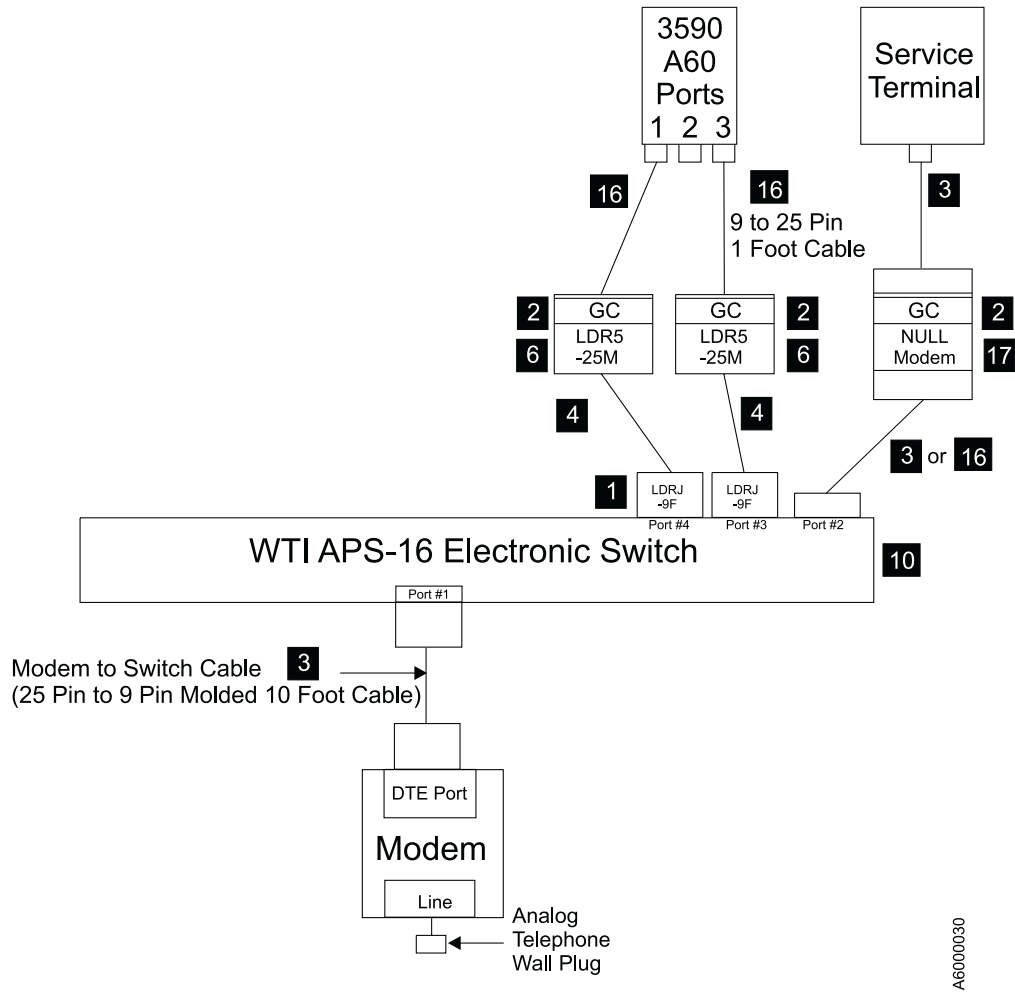 3590
A60
Ports
1 2 3
Service
Terminal
16
16
9 to 25 Pin
1 Foot Cable
3
2
GC
GC
2
GC
2
6
LDR5
-25M
LDR5
-25M
6
NULL
Modem
17
4
4
3 or 16
1
LDRJ
-9F
LDRJ
-9F
Port #4
Port #3
Port #2
WTI APS-16 Electronic Switch
10
Port #1
Modem to Switch Cable 3
(25 Pin to 9 Pin Molded 10 Foot Cable)
DTE Port
Modem
Line
Analog
Telephone
Wall Plug
A6000030